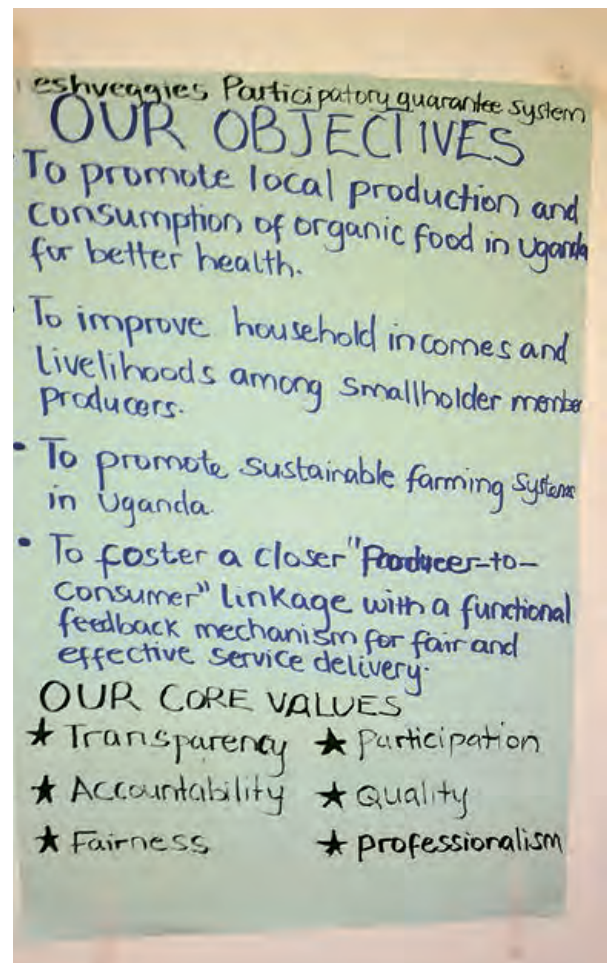 eshveggies Participatory guarantee system
OUR OBJECTIVES
To promote local production and
consumption of organic food in Uganda
for better health.
To improve household incomes and
livelihoods among smallholder member
producers.
• To promote sustainable farming systems
in Uganda.
• To foster a closer "Producer-to-
consumer" linkage with a functional
feedback mechanism for fair and
effective service delivery.
OUR CORE VALUES
★ Transparency ★ Participation
★ Accountability ★ Quality
★ Fairness ★ professionalism